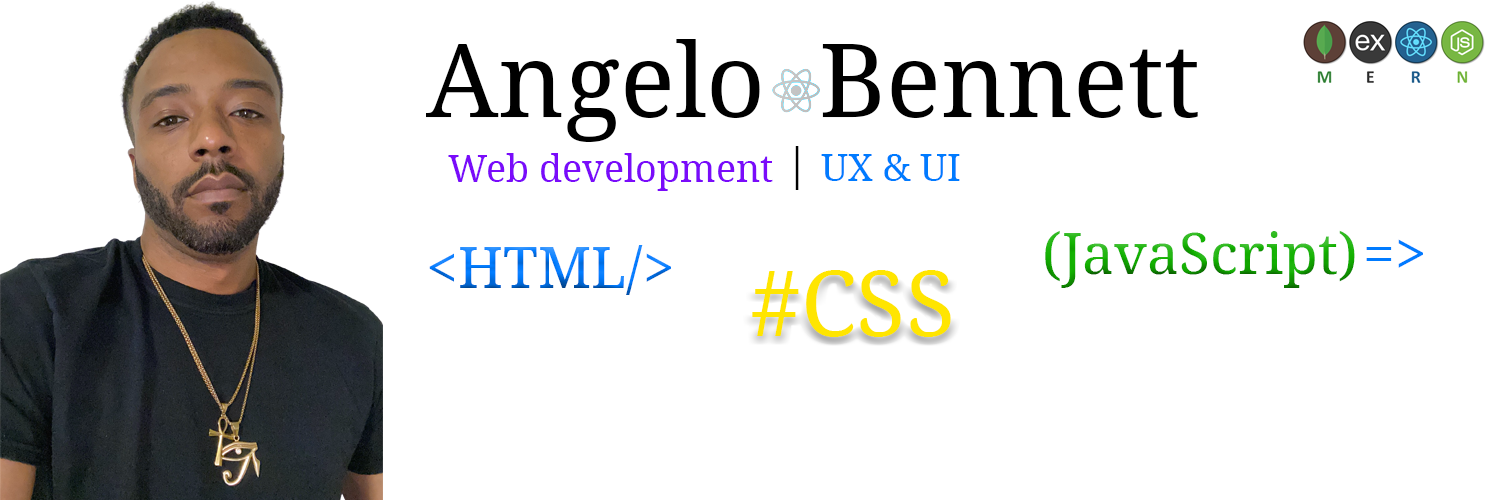 Angelo Bennett
ex JS
M E R N
Web development | UX & UI
<HTML/>
#CSS
(JavaScript)=>